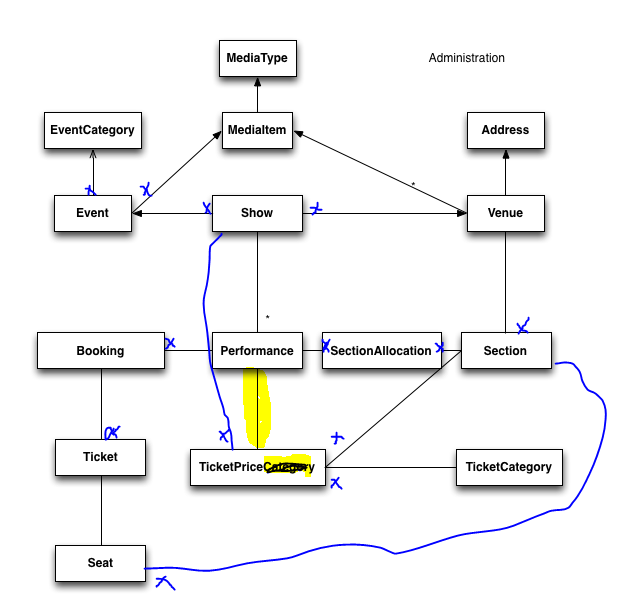 MediaType
Administration
EventCategory
MediaItem
Address
Event
Show
*
Venue
*
Booking
Performance
SectionAllocation
Section
Ticket
TicketPriceCategory
TicketCategory
Seat